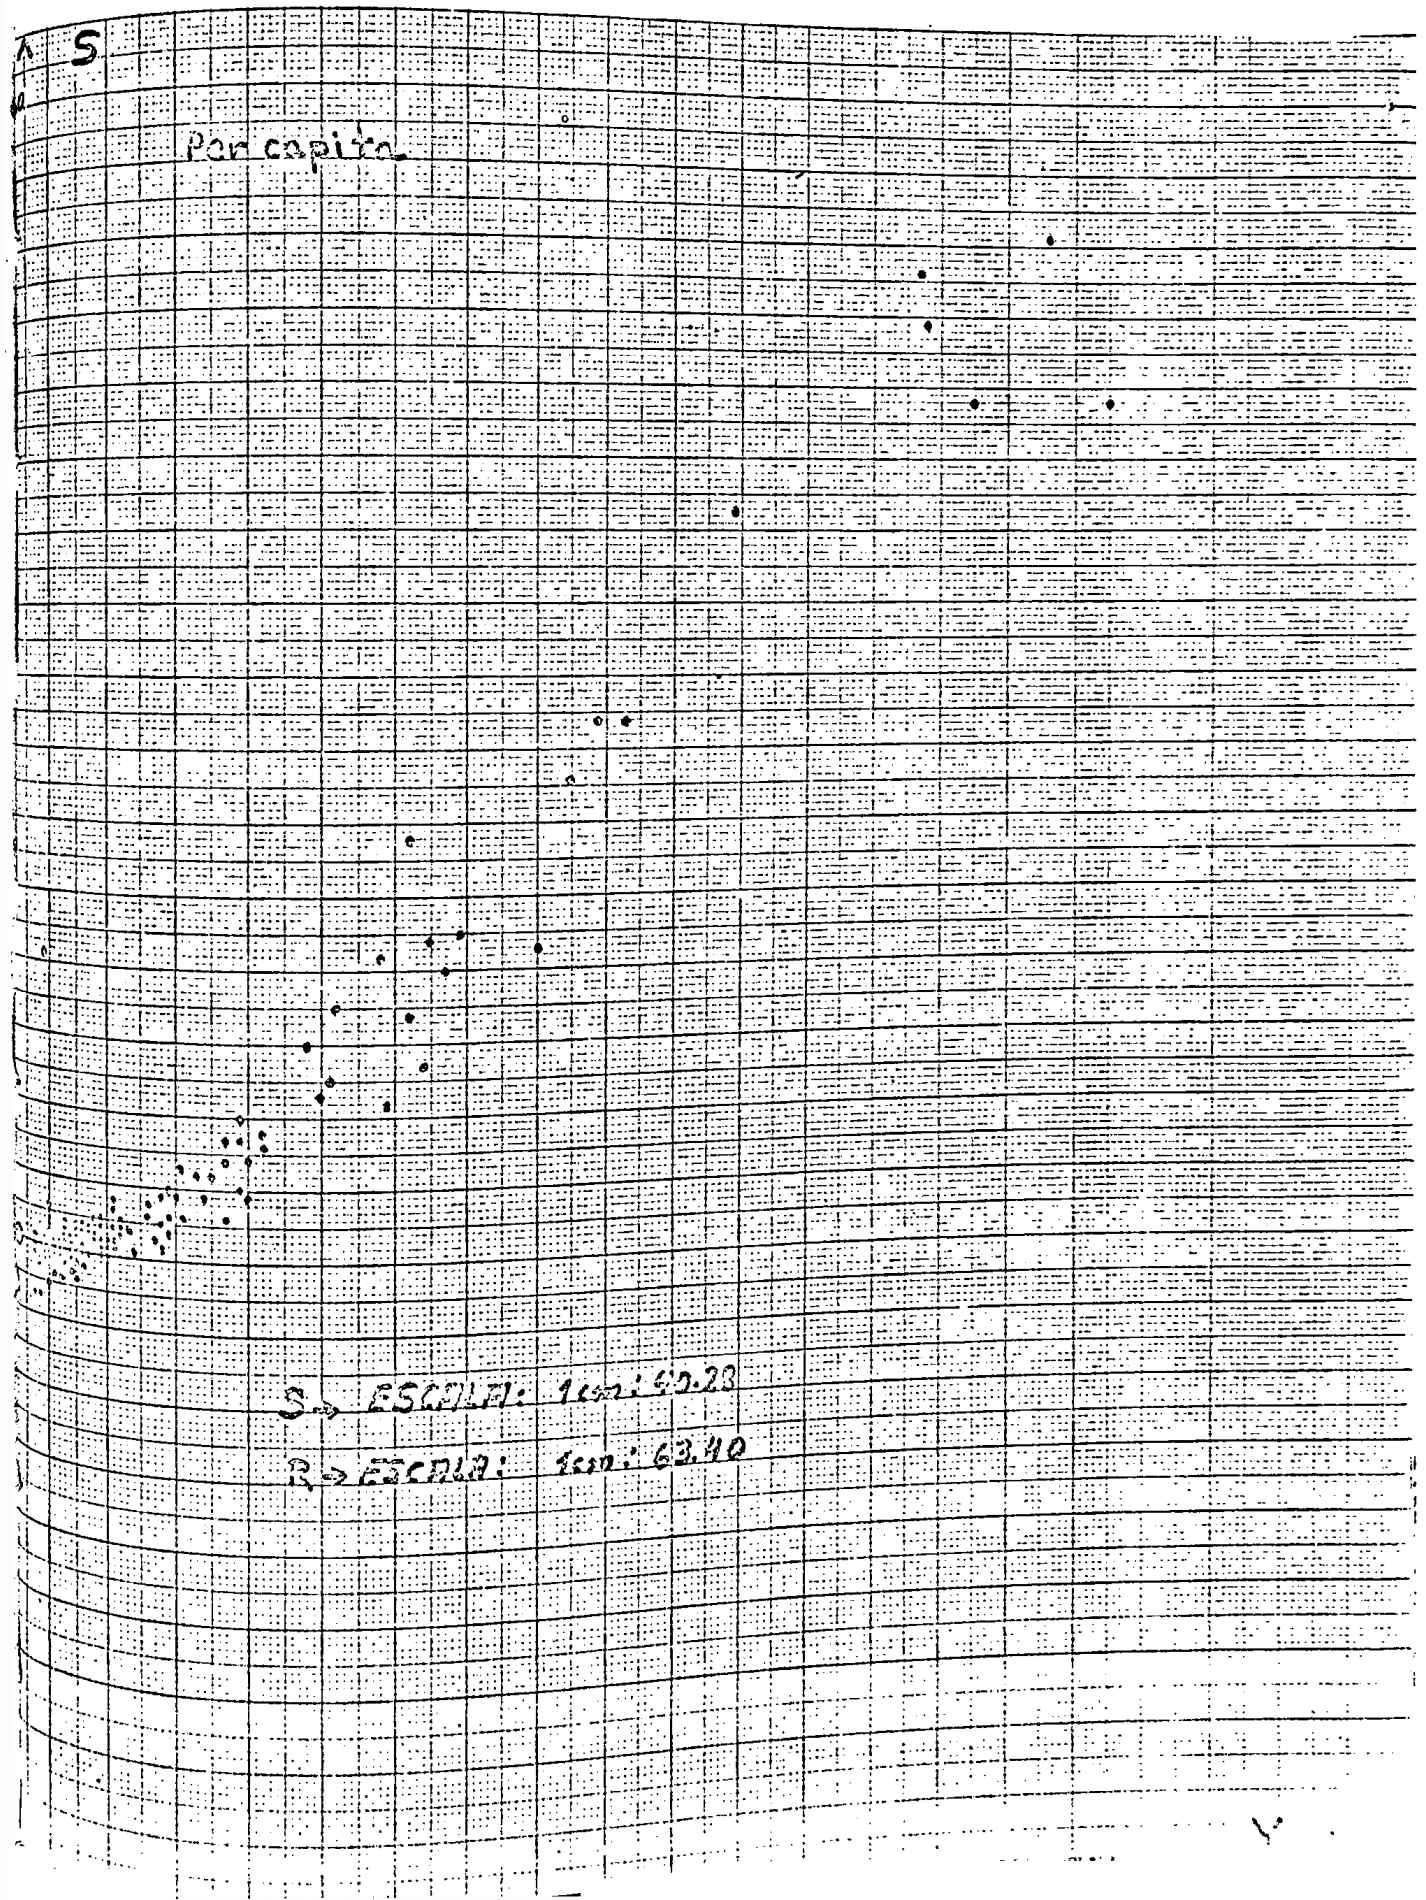 S
Per capita
S → ESCALA: 1cm: 40.23
R → ESCALA: 1cm: 63.40
Y